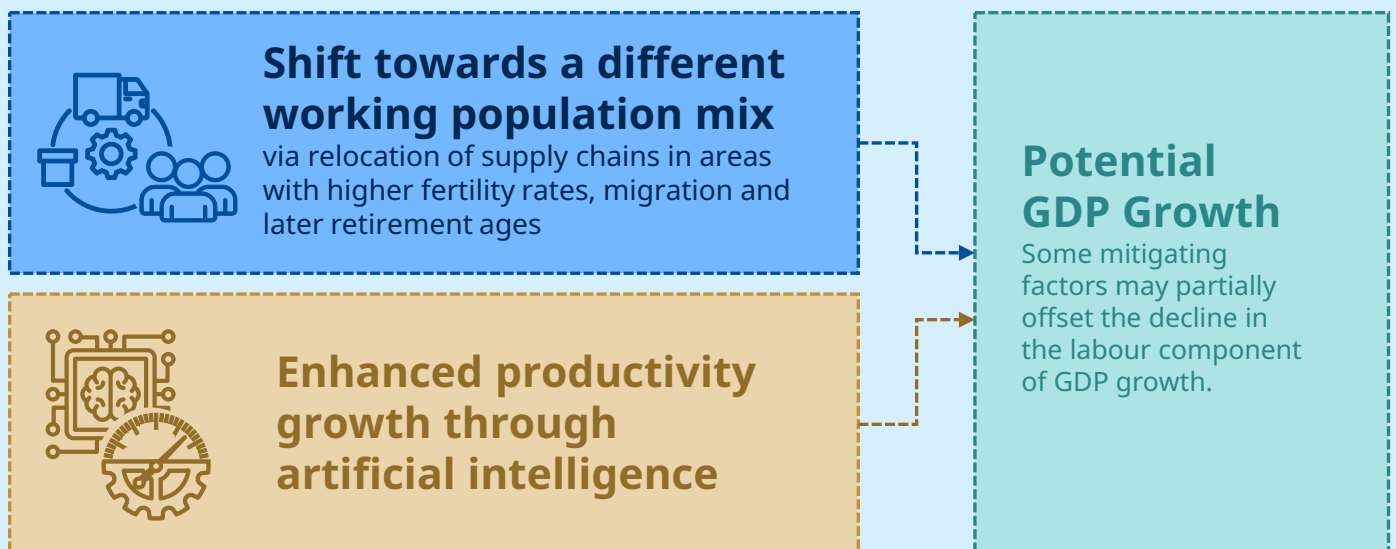 Shift towards a different
working population mix
via relocation of supply chains in areas
with higher fertility rates, migration and
later retirement ages
Enhanced productivity
growth through
artificial intelligence
Potential
GDP Growth
Some mitigating
factors may partially
offset the decline in
the labour component
of GDP growth.